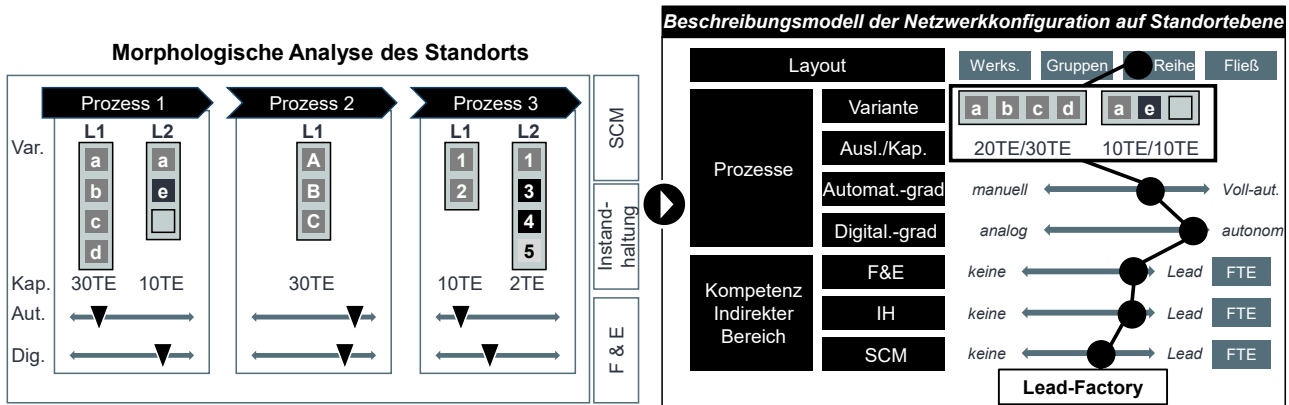 Morphologische Analyse des Standorts
Prozess 1
Prozess 2
Prozess 3
L1
L2
L1
L1
L2
Var.
a
b
c
d
a
e
A
B
C
1
2
1
3
4
5
Kap.
30TE
10TE
30TE
10TE
2TE
Aut.
Dig.
SCM
Instand-
haltung
F & E
Beschreibungsmodell der Netzwerkkonfiguration auf Standortebene
Layout
Werks.
Gruppen
Reihe
Fließ
Prozesse
Variante
a b c d
a e
Ausl./Kap.
20TE/30TE
10TE/10TE
Automat.-grad
manuell
Voll-aut.
Digital.-grad
analog
autonom
Kompetenz
Indirekter
Bereich
F&E
keine
Lead
FTE
IH
keine
Lead
FTE
SCM
keine
Lead
FTE
Lead-Factory